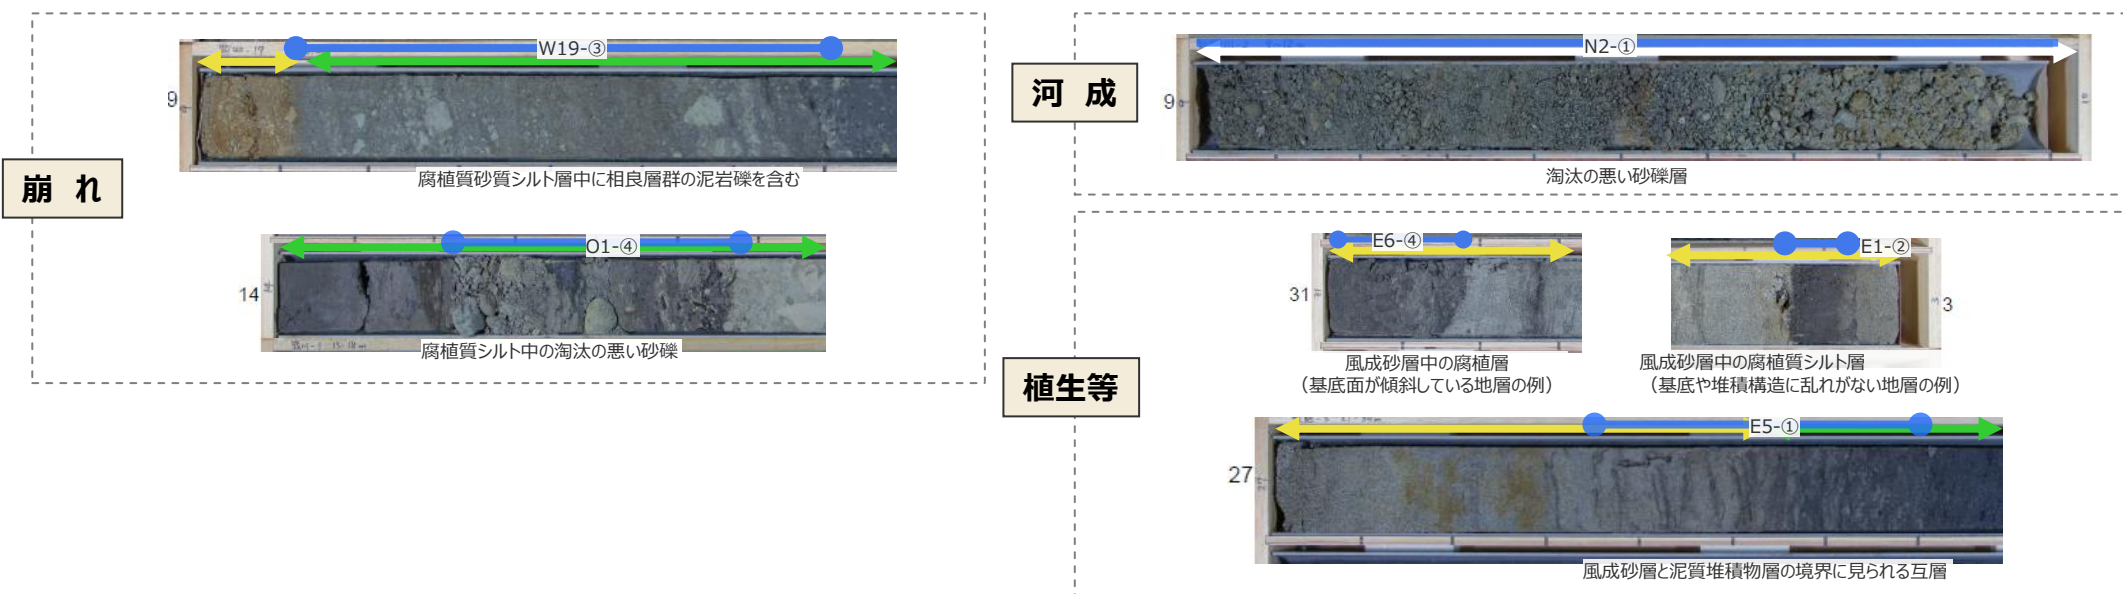 崩 れ
W19-③
9
腐植質砂質シルト層中に相良層群の泥岩礫を含む
O1-④
14
腐植質シルト中の淘汰の悪い砂礫
河 成
N2-①
9
淘汰の悪い砂礫層
植生等
E6-④
31
風成砂層中の腐植層
（基底面が傾斜している地層の例）
E1-②
3
風成砂層中の腐植質シルト層
（基底や堆積構造に乱れがない地層の例）
E5-①
27
風成砂層と泥質堆積物層の境界に見られる互層